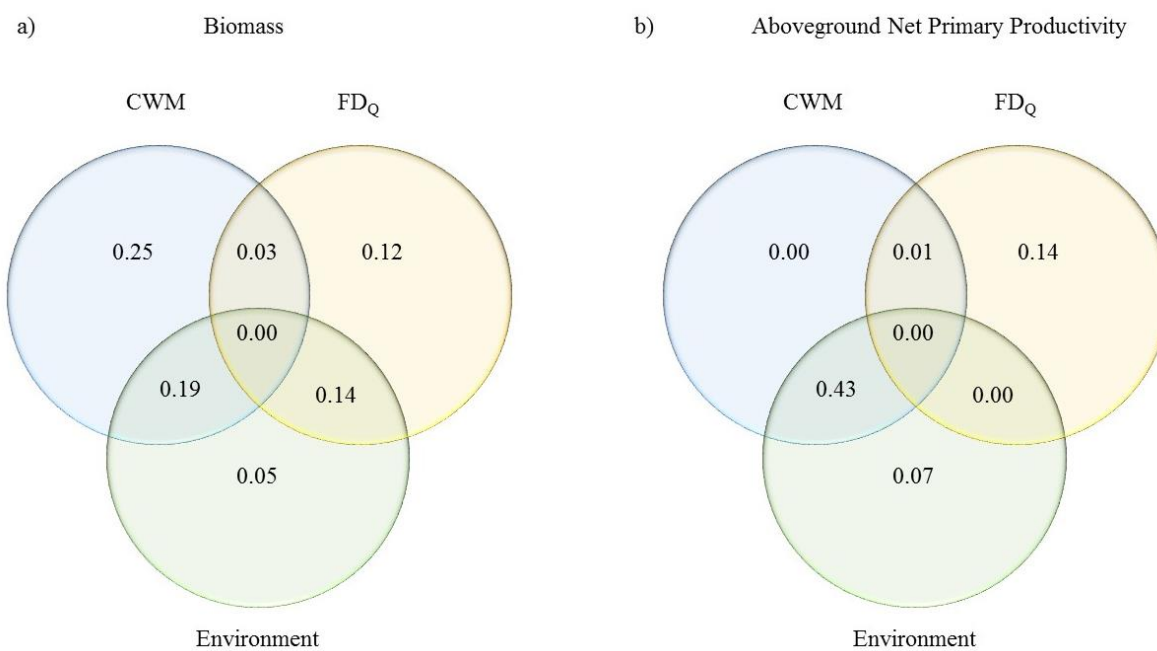 a) Biomass
b) Aboveground Net Primary Productivity
CWM FDQ
CWM FDQ
0.25 0.03 0.12
0.00 0.01 0.14
0.00
0.00
0.19 0.14
0.43 0.00
0.05
0.07
Environment
Environment